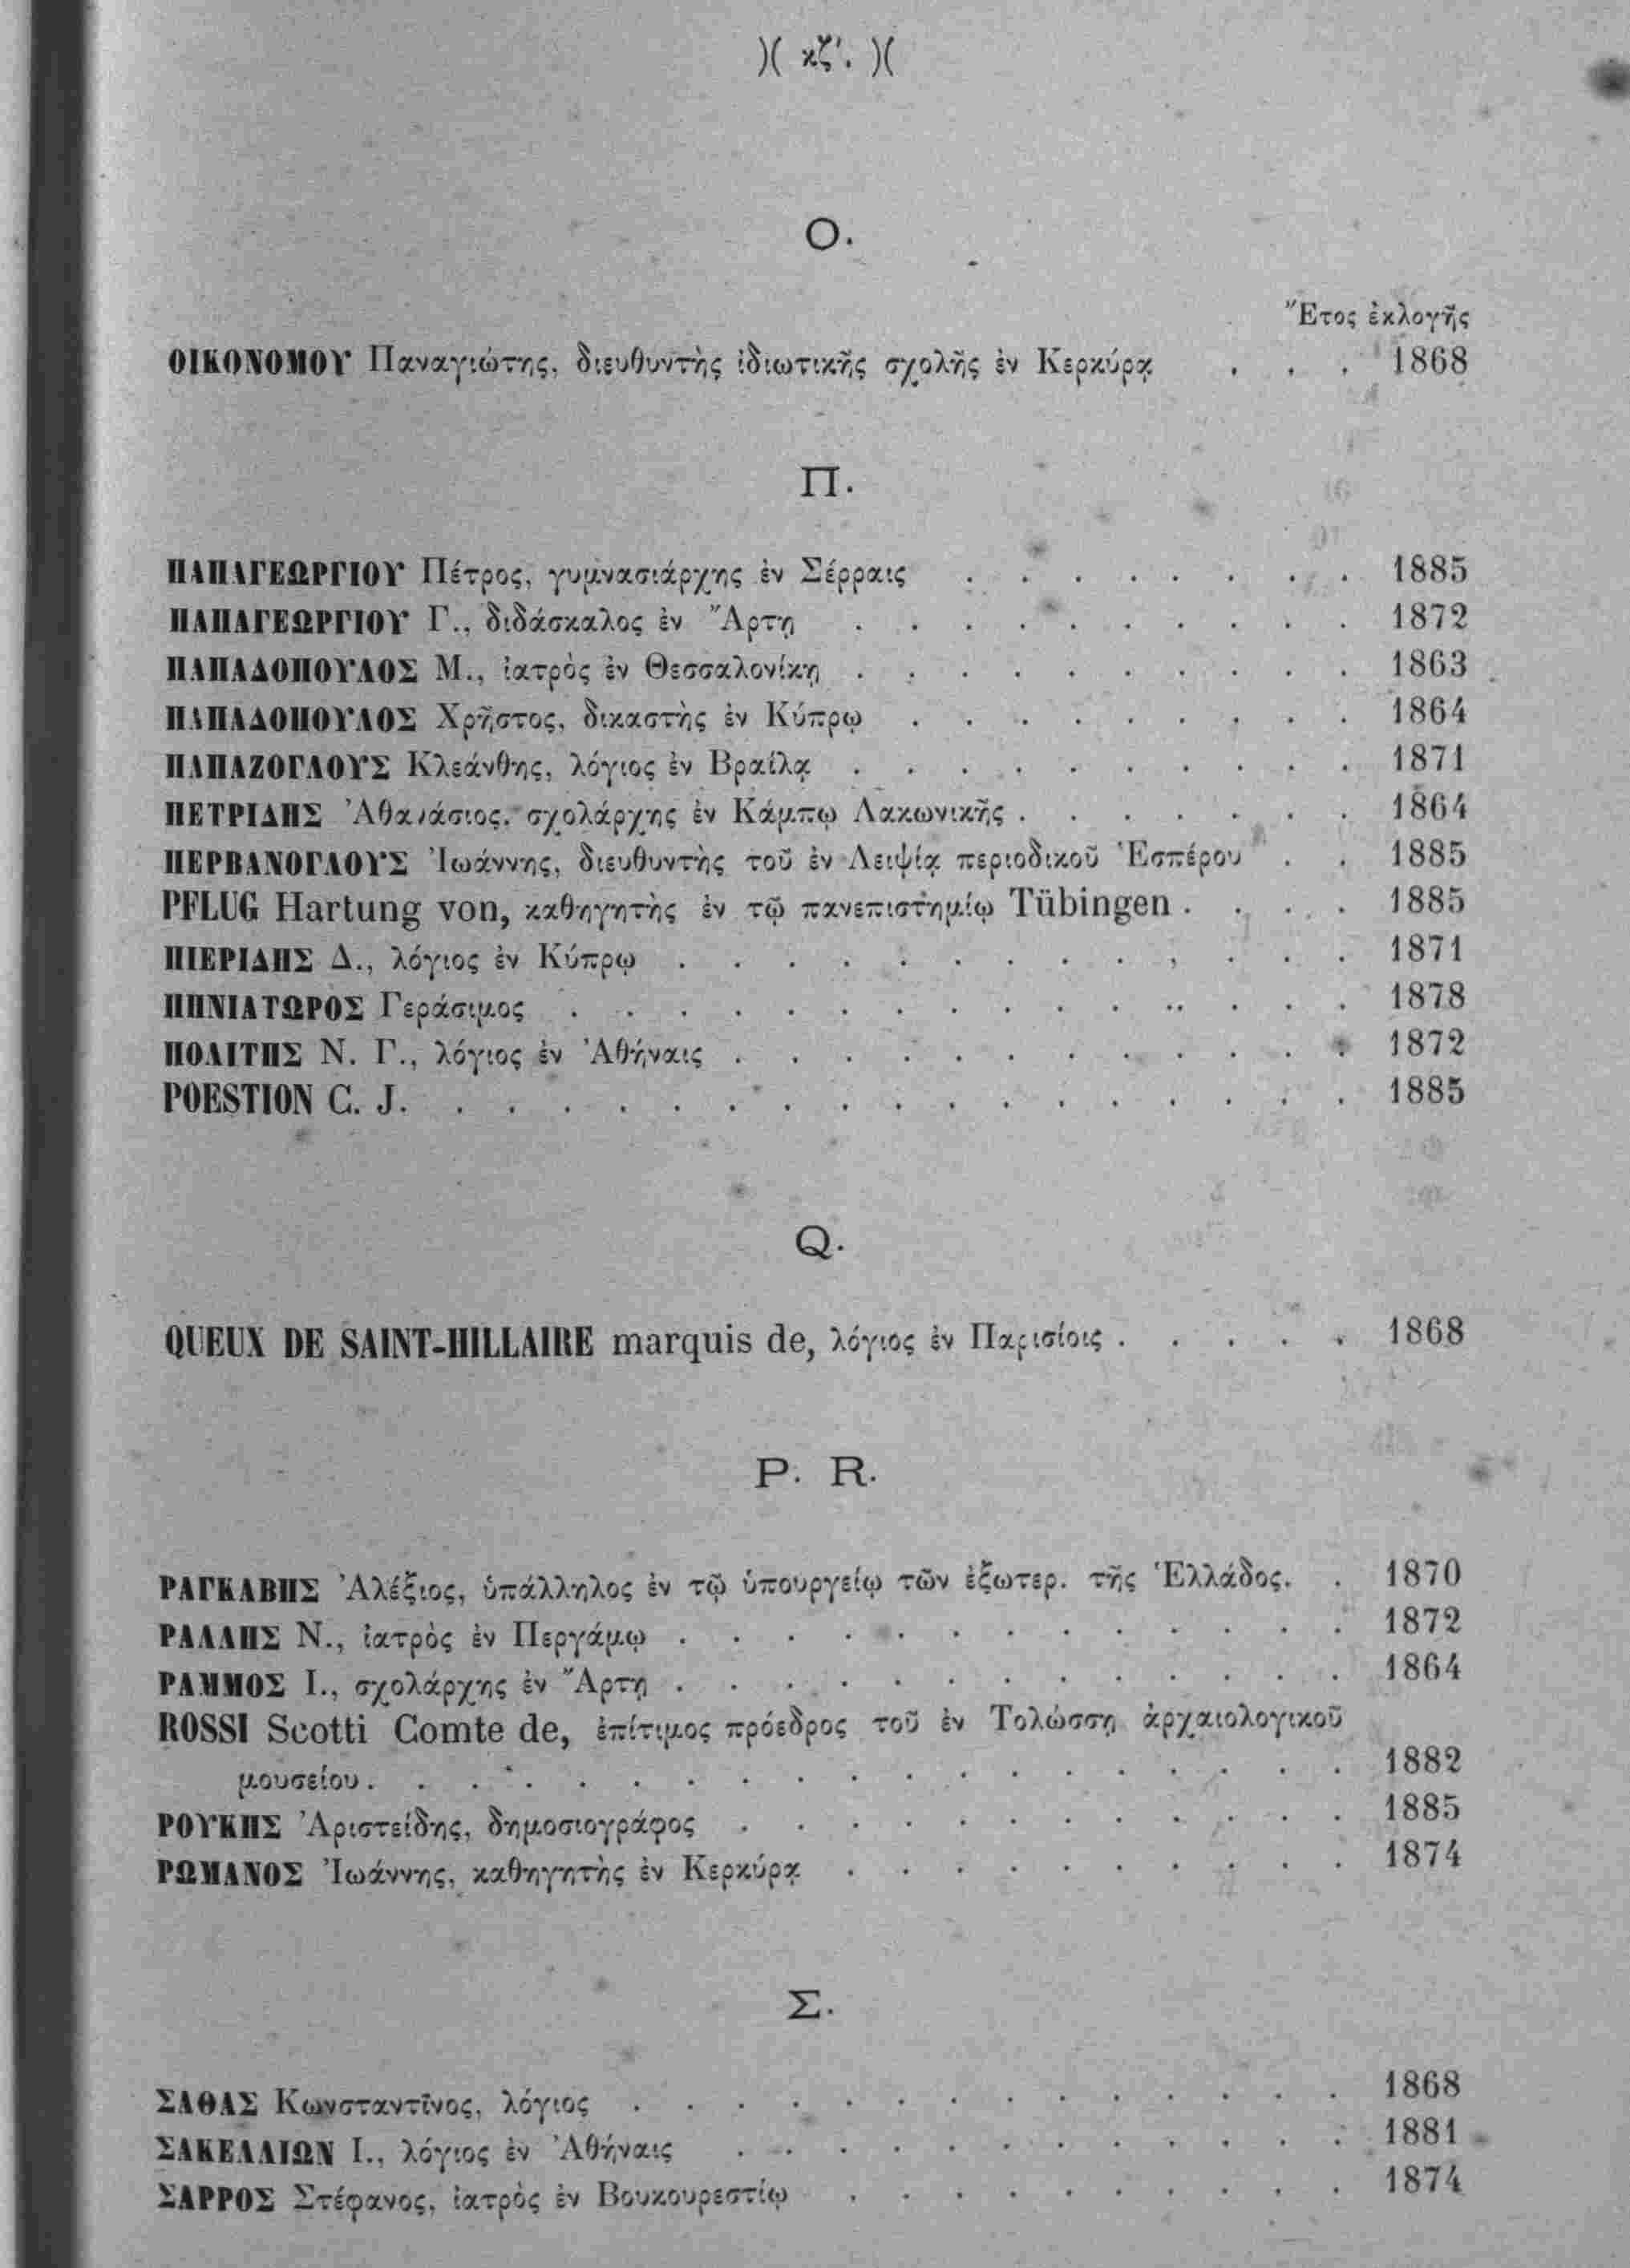 )( κζ΄. )(
Ο.
Ἔτος ἐκλογῆς
ΟΙΚΟΝΟΜΟΥ Παναγιώτης, διευθυντὴς ἰδιωτικῆς σχολῆς ἐν Κερκύρᾳ . . . 1868
Π.
ΠΑΠΑΓΕΩΡΓΙΟΥ Πέτρος, γυμνασιάρχης ἐν Σέρραις . . . . . . . . 1885
ΠΑΠΑΓΕΩΡΓΙΟΥ Γ., διδάσκαλος ἐν Ἄρτῃ . . . . . . . . . . 1872
ΠΑΠΑΔΟΠΟΥΛΟΣ Μ., ἰατρὸς ἐν Θεσσαλονίκῃ . . . . . . . . . . 1863
ΠΑΠΑΔΟΠΟΥΛΟΣ Χρῆστος, δικαστὴς ἐν Κύπρῳ . . . . . . . . . 1864
ΠΑΠΑΖΟΓΛΟΥΣ Κλεάνθης, λόγιος ἐν Βραίλᾳ . . . . . . . . . . 1871
ΠΕΤΡΙΔΗΣ Ἀθανάσιος, σχολάρχης ἐν Κάμπῳ Λακωνικῆς . . . . . . . 1864
ΠΕΡΒΑΝΟΓΛΟΥΣ Ἰωάννης, διευθυντὴς τοῦ ἐν Λειψίᾳ περιοδικοῦ Ἑσπέρου . . 1885
PFLUG Hartung von, καθηγητὴς ἐν τῷ πανεπιστημίῳ Tübingen . . . . 1885
ΠΙΕΡΙΔΗΣ Δ., λόγιος ἐν Κύπρῳ . . . . . . . . . . . . . 1871
ΠΗΝΙΑΤΩΡΟΣ Γεράσιμος . . . . . . . . . . . . . . . 1878
ΠΟΛΙΤΗΣ Ν. Γ., λόγιος ἐν Ἀθήναις . . . . . . . . . . . . 1872
POESTION C. J. . . . . . . . . . . . . . . . . . . 1885
Q.
QUEUX DE SAINT-HILLAIRE marquis de, λόγιος ἐν Παρισίοις . . . . . 1868
Ρ. R.
ΡΑΓΚΑΒΗΣ Ἀλέξιος, ὑπάλληλος ἐν τῷ ὑπουργείῳ τῶν ἐξωτερ. τῆς Ἑλλάδος. . 1870
ΡΑΛΛΗΣ Ν., ἰατρὸς ἐν Περγάμῳ . . . . . . . . . . . . . 1872
ΡΑΜΜΟΣ Ι., σχολάρχης ἐν Ἄρτῃ . . . . . . . . . . . . . 1864
ROSSI Scotti Comte de, ἐπίτιμος πρόεδρος τοῦ ἐν Τολώσσῃ ἀρχαιολογικοῦ
μουσείου . . . . . . . . . . . . . . . . . . . 1882
ΡΟΥΚΗΣ Ἀριστείδης, δημοσιογράφος . . . . . . . . . . . . 1885
ΡΩΜΑΝΟΣ Ἰωάννης, καθηγητὴς ἐν Κερκύρᾳ . . . . . . . . . . 1874
Σ.
ΣΑΘΑΣ Κωνσταντῖνος, λόγιος . . . . . . . . . . . . . . 1868
ΣΑΚΕΛΛΙΩΝ Ι., λόγιος ἐν Ἀθήναις . . . . . . . . . . . . 1881
ΣΑΡΡΟΣ Στέφανος, ἰατρὸς ἐν Βουκουρεστίῳ . . . . . . . . . . 1874